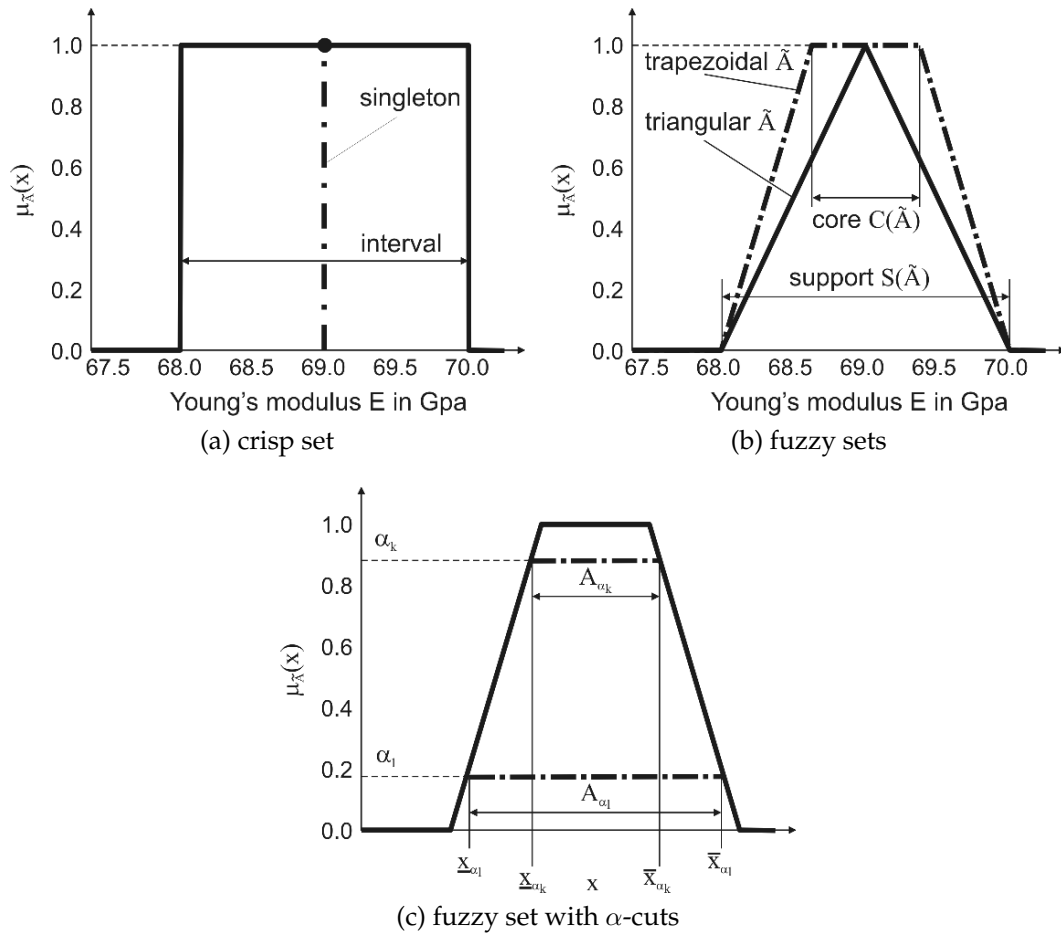 1.0
0.8
0.6
0.4
0.2
0.0
μÃ(x)
singleton
interval
67.5 68.0 68.5 69.0 69.5 70.0
Young's modulus E in Gpa
(a) crisp set
1.0
0.8
0.6
0.4
0.2
0.0
μÃ(x)
trapezoidal Ã
triangular Ã
core C(Ã)
support S(Ã)
67.5 68.0 68.5 69.0 69.5 70.0
Young's modulus E in Gpa
(b) fuzzy sets
1.0
αk
0.8
0.6
0.4
αl
0.2
0.0
μÃ(x)
Aαk
Aαl
x̲αl x̲αk x x̅αk x̅αl
(c) fuzzy set with α-cuts